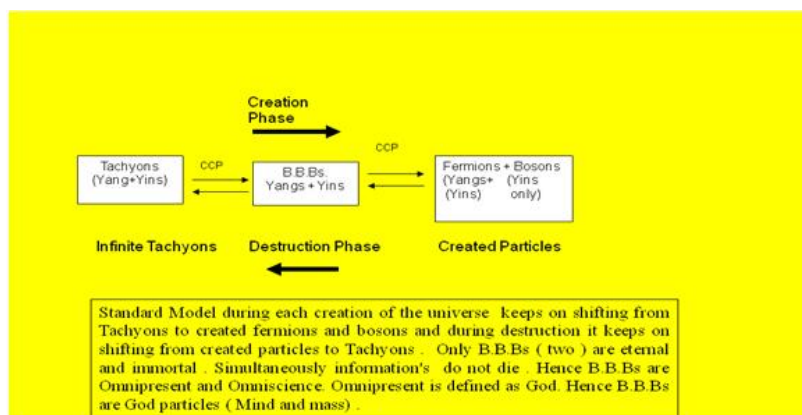 Creation
Phase
CCP
CCP
Tachyons
(Yang+Yins)
B.B.Bs.
Yangs + Yins
Fermions + Bosons
(Yangs+ (Yins
(Yins) only)
Infinite Tachyons
Destruction Phase
Created Particles
Standard Model during each creation of the universe keeps on shifting from
Tachyons to created fermions and bosons and during destruction it keeps on
shifting from created particles to Tachyons . Only B.B.Bs ( two ) are eternal
and immortal . Simultaneously information's do not die . Hence B.B.Bs are
Omnipresent and Omniscience. Omnipresent is defined as God. Hence B.B.Bs
are God particles ( Mind and mass) .